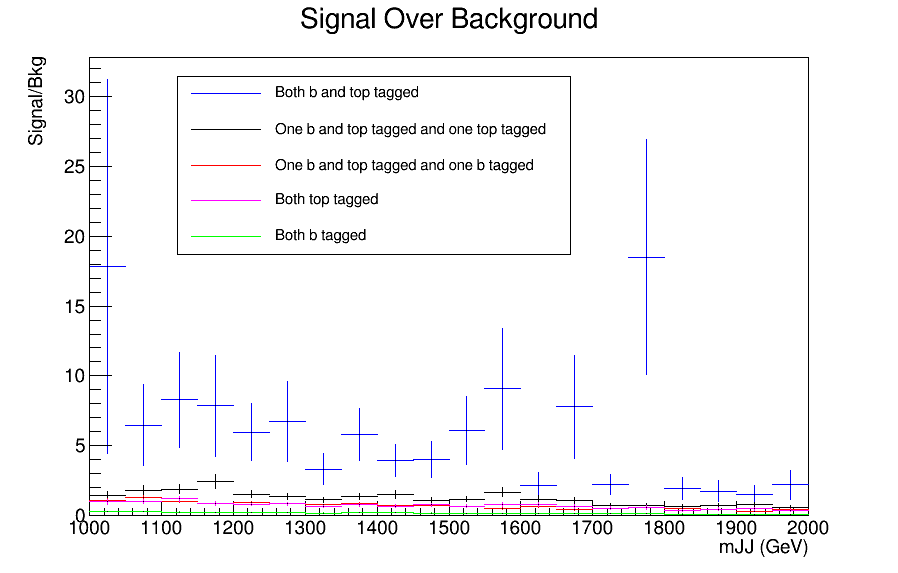 Signal Over Background
Signal/Bkg
30
25
20
15
10
5
0
Both b and top tagged
One b and top tagged and one top tagged
One b and top tagged and one b tagged
Both top tagged
Both b tagged
1000 1100 1200 1300 1400 1500 1600 1700 1800 1900 2000
mJJ (GeV)